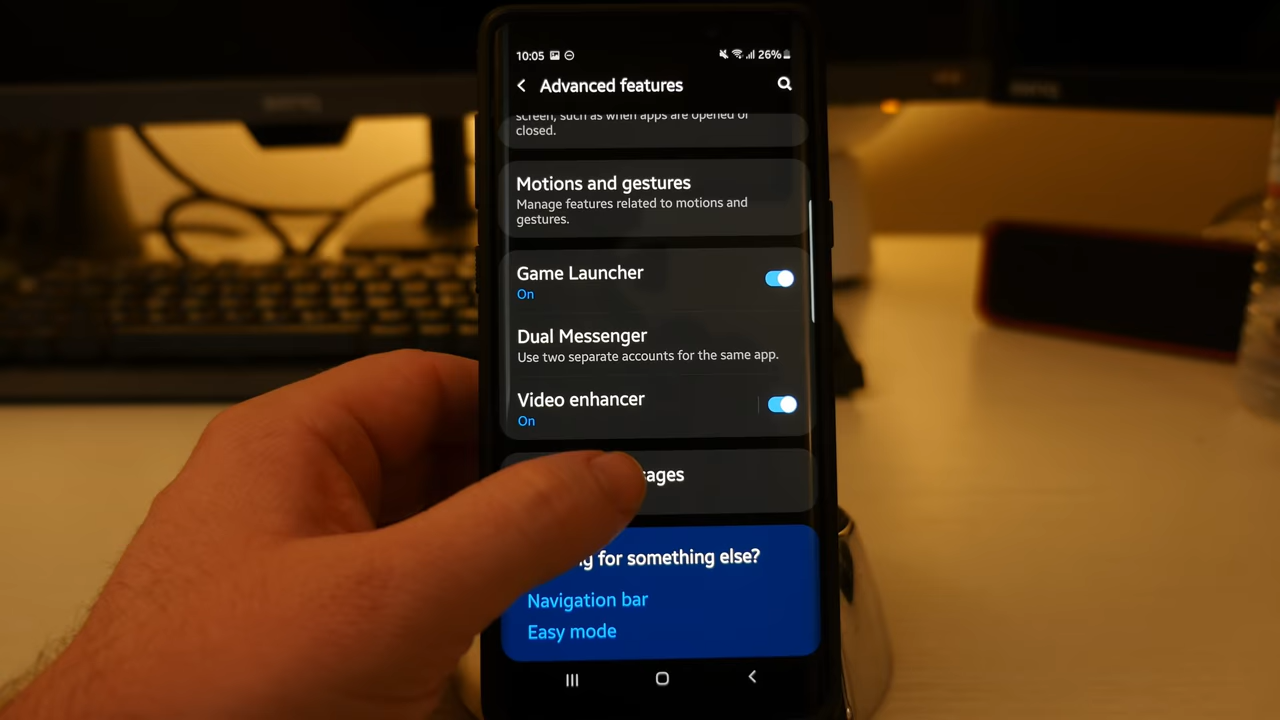 10:05
26%
Advanced features
screen, such as when apps are opened or
closed.
Motions and gestures
Manage features related to motions and
gestures.
Game Launcher
On
Dual Messenger
Use two separate accounts for the same app.
Video enhancer
On
sages
for something else?
Navigation bar
Easy mode
BenQ